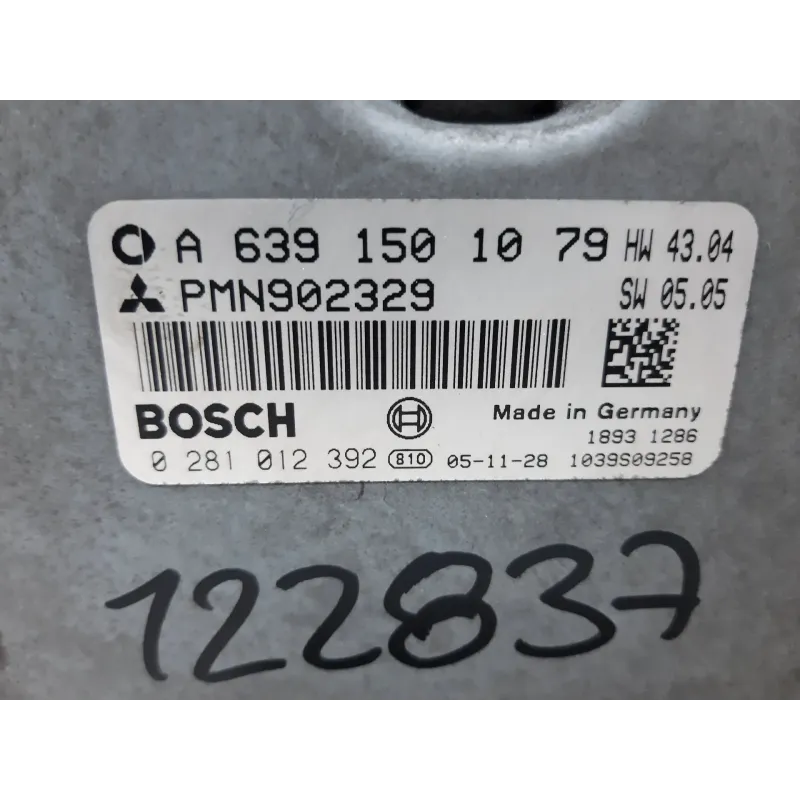 A 639 150 10 79 HW 43.04
PMN902329 SW 05.05
BOSCH Made in Germany
1893 1286
0 281 012 392 810 05-11-28 1039S09258
122837